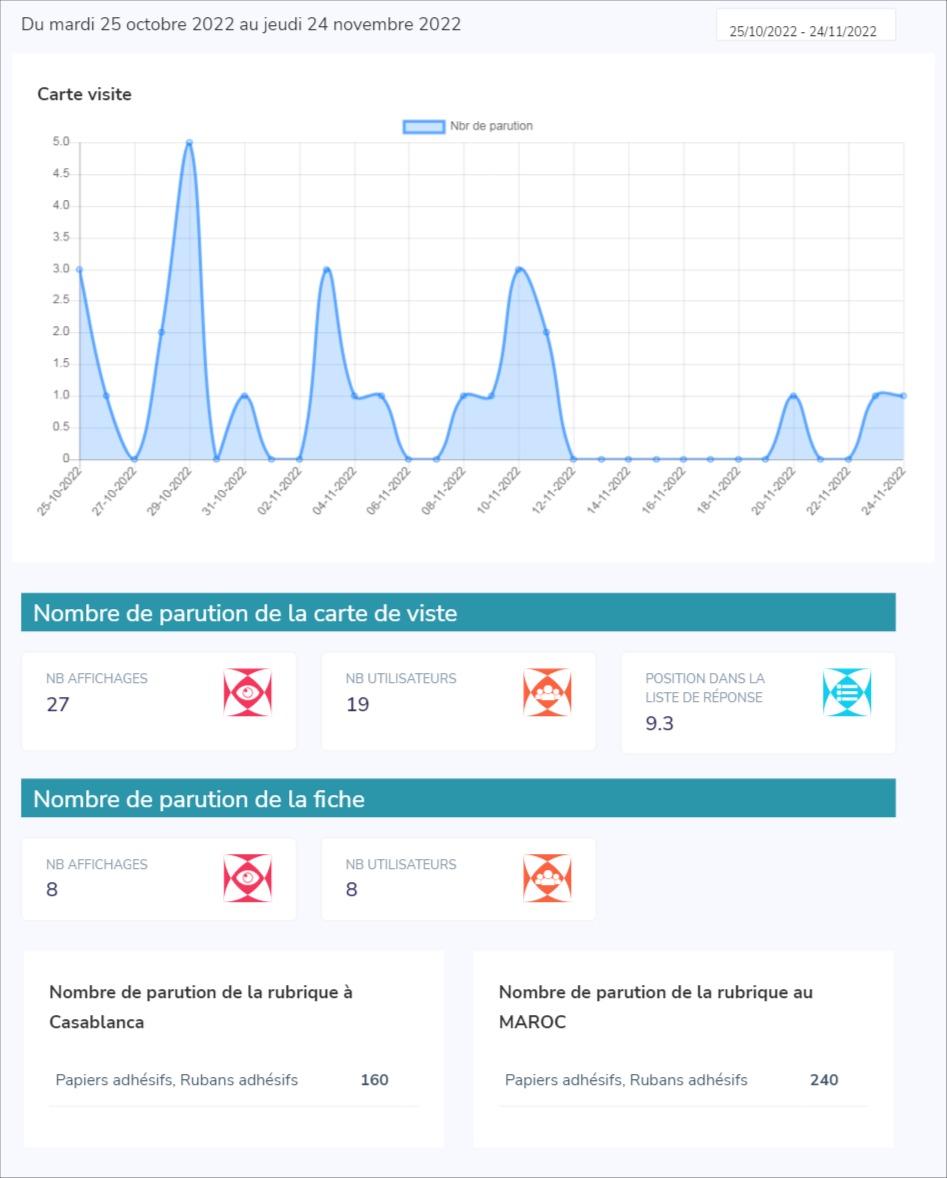 Du mardi 25 octobre 2022 au jeudi 24 novembre 2022
25/10/2022 - 24/11/2022
Carte visite
Nbr de parution
5.0
4.5
4.0
3.5
3.0
2.5
2.0
1.5
1.0
0.5
0
25-10-2022
27-10-2022
29-10-2022
31-10-2022
02-11-2022
04-11-2022
06-11-2022
08-11-2022
10-11-2022
12-11-2022
14-11-2022
16-11-2022
18-11-2022
20-11-2022
22-11-2022
24-11-2022
Nombre de parution de la carte de viste
NB AFFICHAGES
27
NB UTILISATEURS
19
POSITION DANS LA
LISTE DE RÉPONSE
9.3
Nombre de parution de la fiche
NB AFFICHAGES
8
NB UTILISATEURS
8
Nombre de parution de la rubrique à
Casablanca
Papiers adhésifs, Rubans adhésifs 160
Nombre de parution de la rubrique au
MAROC
Papiers adhésifs, Rubans adhésifs 240